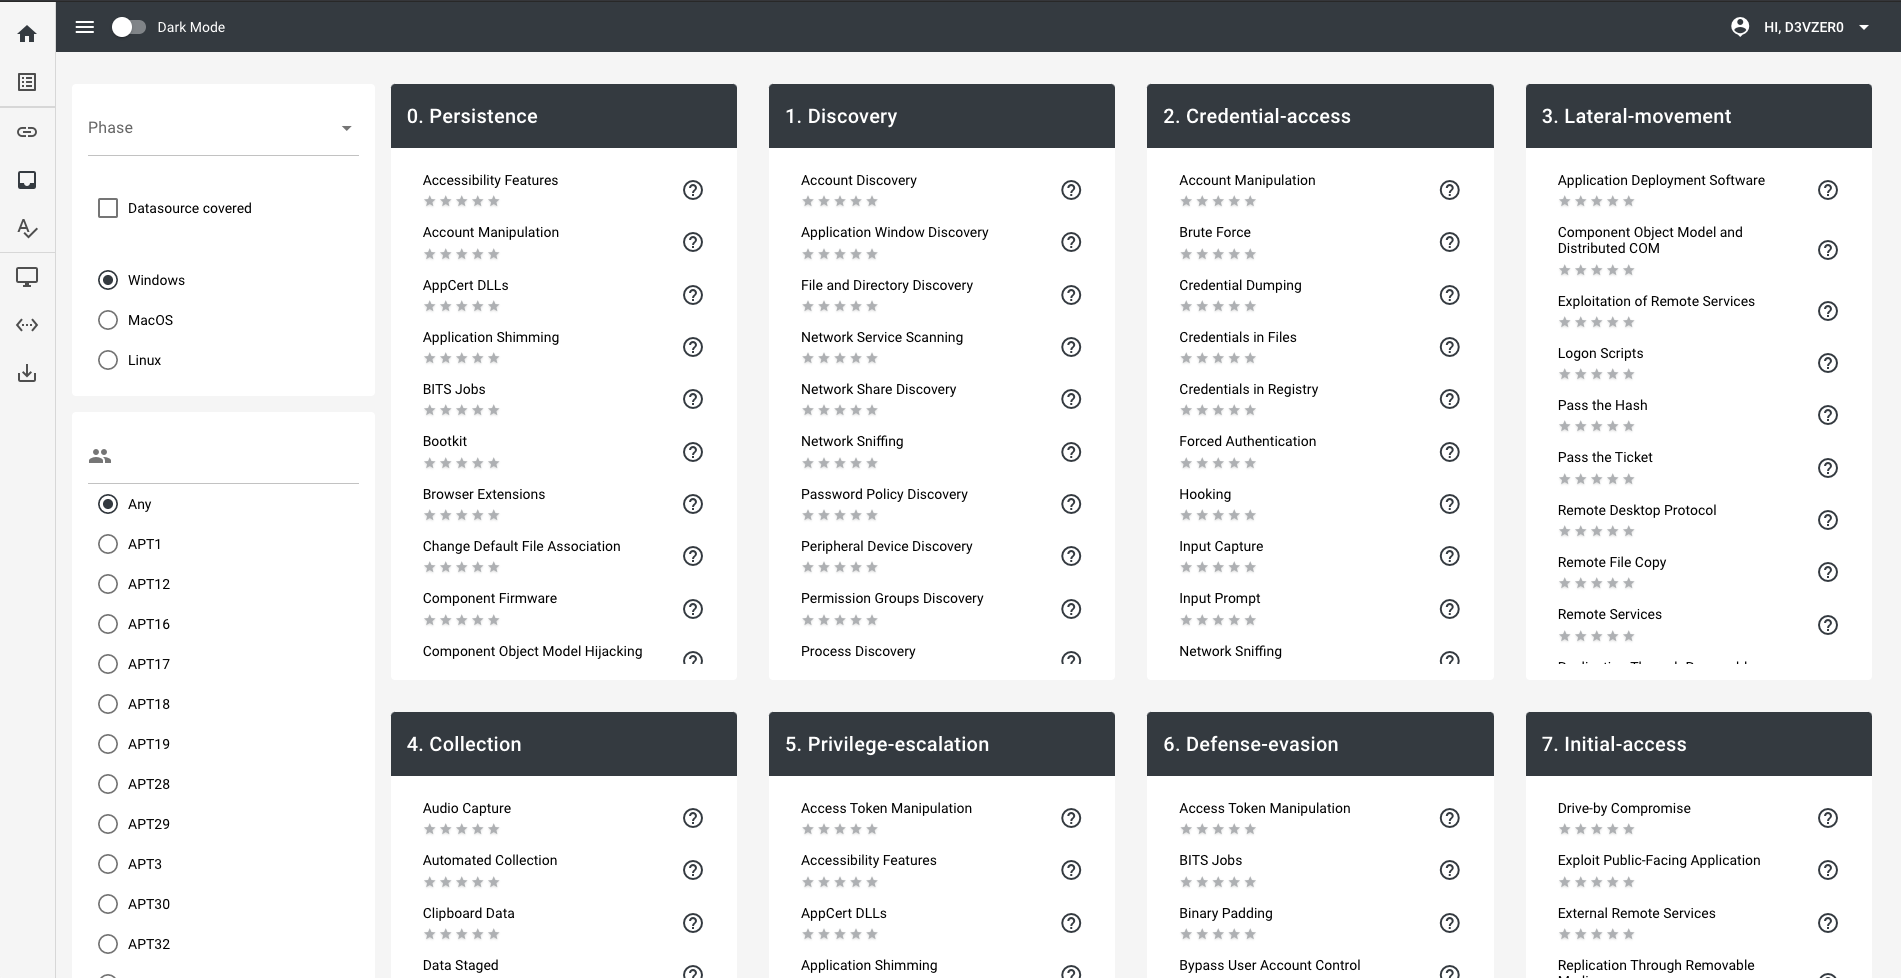 Dark Mode
HI, D3VZER0
Phase
Datasource covered
Windows
MacOS
Linux
Any
APT1
APT12
APT16
APT17
APT18
APT19
APT28
APT29
APT3
APT30
APT32
0. Persistence
Accessibility Features
Account Manipulation
AppCert DLLs
Application Shimming
BITS Jobs
Bootkit
Browser Extensions
Change Default File Association
Component Firmware
Component Object Model Hijacking
1. Discovery
Account Discovery
Application Window Discovery
File and Directory Discovery
Network Service Scanning
Network Share Discovery
Network Sniffing
Password Policy Discovery
Peripheral Device Discovery
Permission Groups Discovery
Process Discovery
2. Credential-access
Account Manipulation
Brute Force
Credential Dumping
Credentials in Files
Credentials in Registry
Forced Authentication
Hooking
Input Capture
Input Prompt
Network Sniffing
3. Lateral-movement
Application Deployment Software
Component Object Model and
Distributed COM
Exploitation of Remote Services
Logon Scripts
Pass the Hash
Pass the Ticket
Remote Desktop Protocol
Remote File Copy
Remote Services
4. Collection
Audio Capture
Automated Collection
Clipboard Data
Data Staged
5. Privilege-escalation
Access Token Manipulation
Accessibility Features
AppCert DLLs
Application Shimming
6. Defense-evasion
Access Token Manipulation
BITS Jobs
Binary Padding
Bypass User Account Control
7. Initial-access
Drive-by Compromise
Exploit Public-Facing Application
External Remote Services
Replication Through Removable